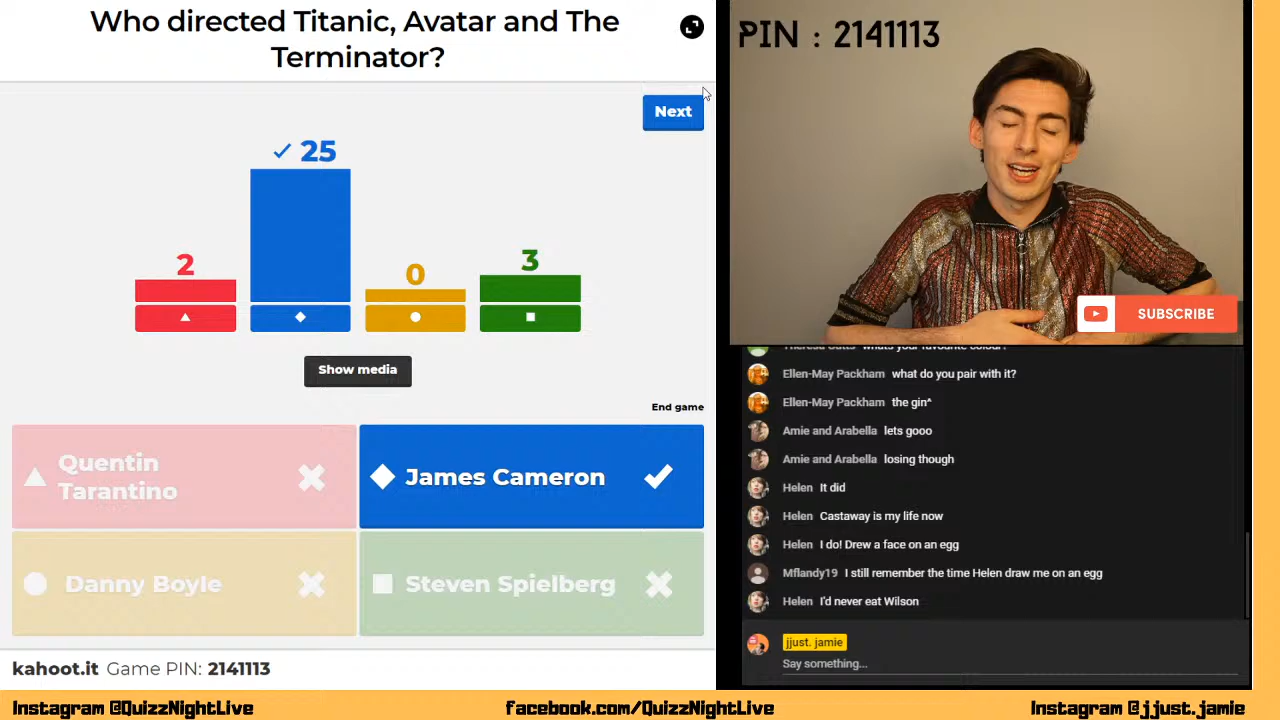 Who directed Titanic, Avatar and The
Terminator?
Next
25
2
0
3
Show media
End game
Quentin
Tarantino
James Cameron
Danny Boyle
Steven Spielberg
kahoot.it Game PIN: 2141113
PIN : 2141113
SUBSCRIBE
Ellen-May Packham what do you pair with it?
Ellen-May Packham the gin^
Amie and Arabella lets gooo
Amie and Arabella losing though
Helen It did
Helen Castaway is my life now
Helen I do! Drew a face on an egg
Mflandy19 I still remember the time Helen draw me on an egg
Helen I'd never eat Wilson
jjust. jamie
Say something...
Instagram @QuizzNightLive
facebook.com/QuizzNightLive
Instagram @jjust.jamie